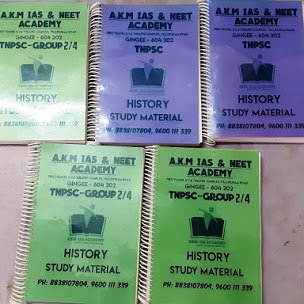 A.K.M IAS & NEET
ACADEMY
GINGEE - 604 202
TNPSC-GROUP 2/4
HISTORY
STUDY MATERIAL
PH: 8838107804, 9600 111 339
A.K.M IAS & NEET
ACADEMY
GINGEE - 604 202
TNPSC
HISTORY
STUDY MATERIAL
PH: 8838107804, 9600 111 339
A.K.M IAS & NEET
ACADEMY
GINGEE - 604 202
TNPSC
HISTORY
STUDY MATERIAL
PH: 8838107804, 9600 111 339
A.K.M IAS & NEET
ACADEMY
GINGEE - 604 202
TNPSC-GROUP 2/4
HISTORY
STUDY MATERIAL
PH: 8838107804, 9600 111 339
A.K.M IAS & NEET
ACADEMY
GINGEE - 604 202
TNPSC-GROUP 2/4
HISTORY
STUDY MATERIAL
PH: 8838107804, 9600 111 339